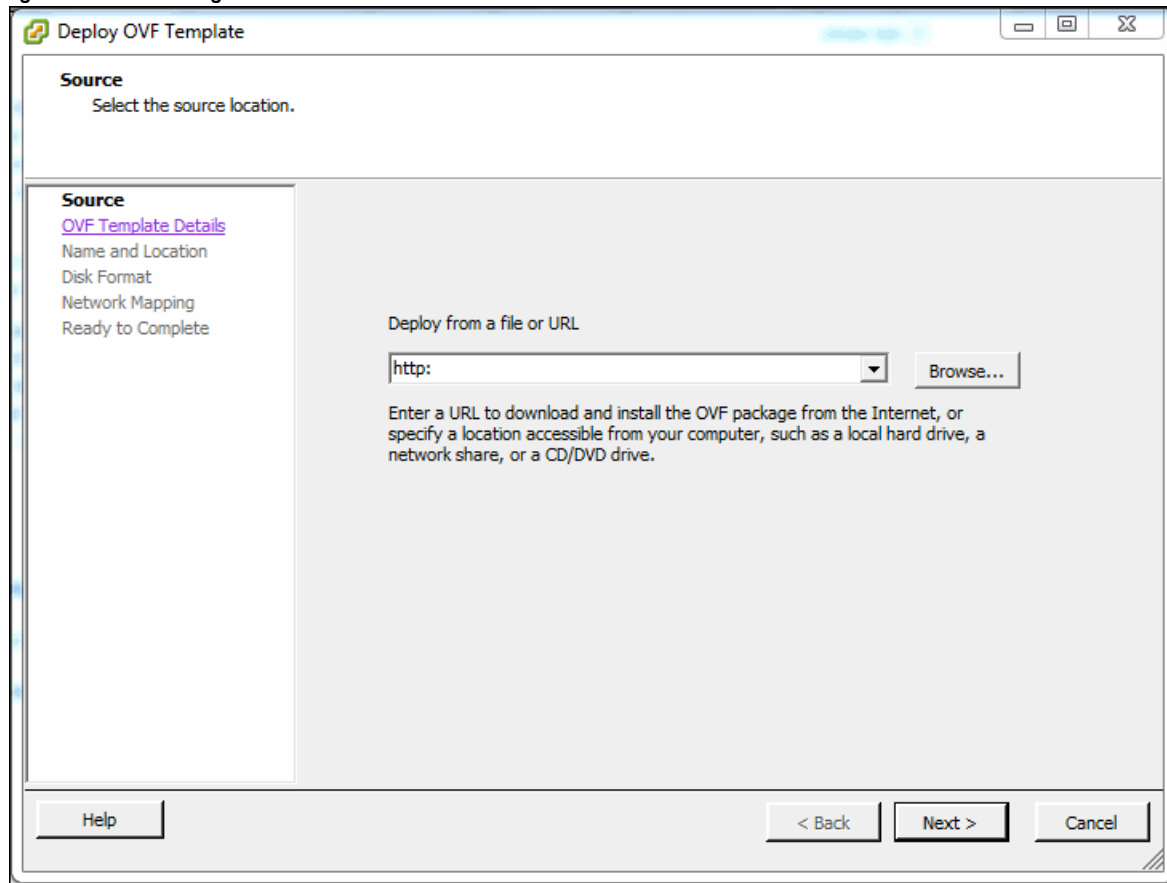 Deploy OVF Template
Source
Select the source location.
Source
OVF Template Details
Name and Location
Disk Format
Network Mapping
Ready to Complete
Deploy from a file or URL
http:
Browse...
Enter a URL to download and install the OVF package from the Internet, or
specify a location accessible from your computer, such as a local hard drive, a
network share, or a CD/DVD drive.
Help
< Back
Next >
Cancel